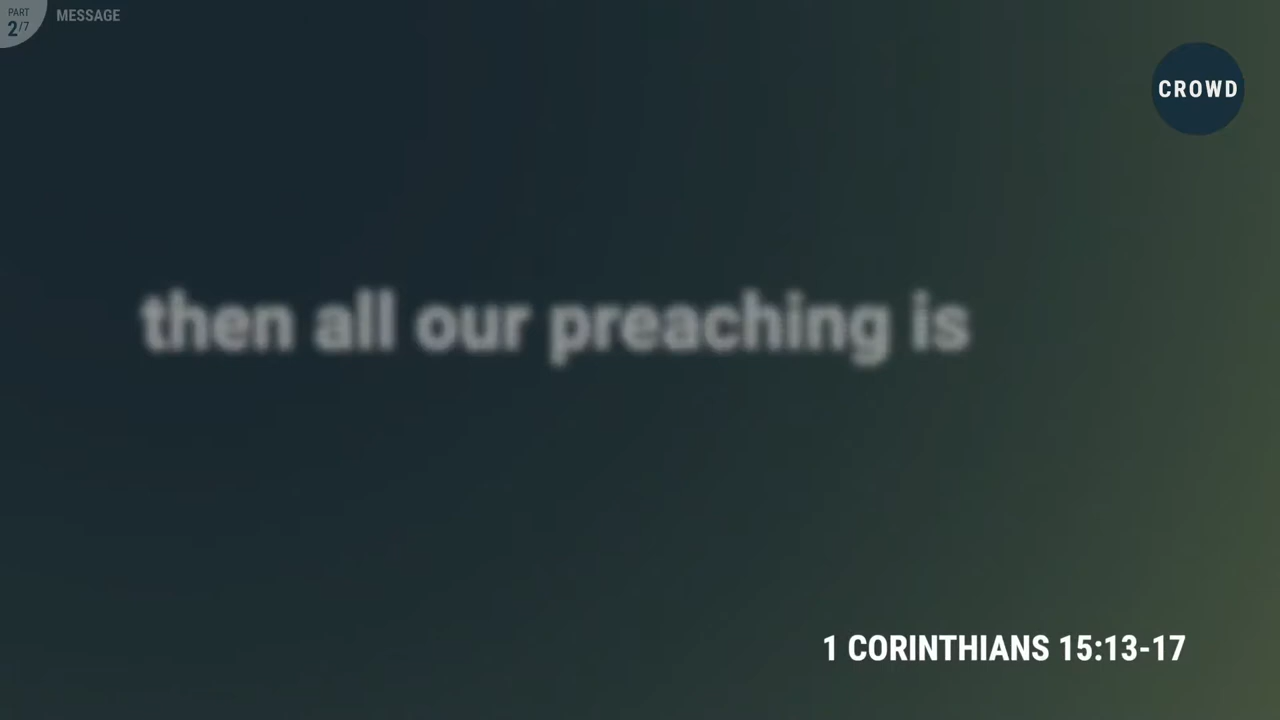 PART
2/7
MESSAGE
CROWD
then all our preaching is
1 CORINTHIANS 15:13-17